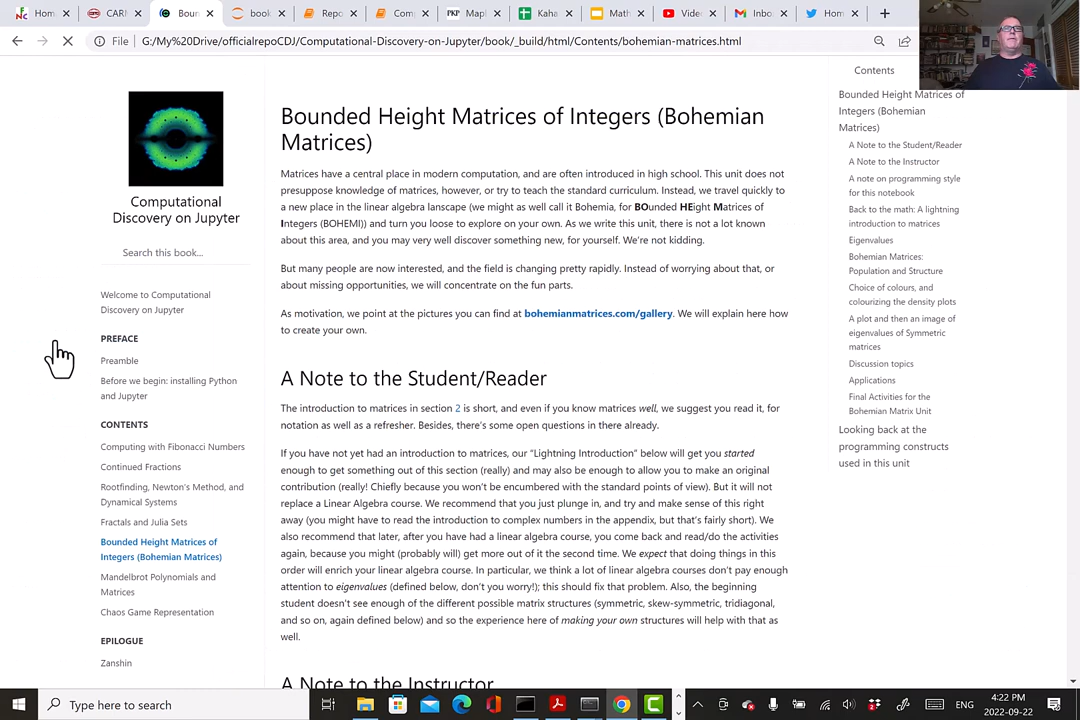 Hom
CARM
Boun
book
Repo
Comp
PKP
Mapl
Kaha
Math
Video
Inbo
Hom
File
G:/My%20Drive/officialrepoCDJ/Computational-Discovery-on-Jupyter/book/_build/html/Contents/bohemian-matrices.html
Computational
Discovery on Jupyter
Search this book...
Welcome to Computational
Discovery on Jupyter
PREFACE
Preamble
Before we begin: installing Python
and Jupyter
CONTENTS
Computing with Fibonacci Numbers
Continued Fractions
Rootfinding, Newton's Method, and
Dynamical Systems
Fractals and Julia Sets
Bounded Height Matrices of
Integers (Bohemian Matrices)
Mandelbrot Polynomials and
Matrices
Chaos Game Representation
EPILOGUE
Zanshin
Bounded Height Matrices of Integers (Bohemian
Matrices)
Matrices have a central place in modern computation, and are often introduced in high school. This unit does not
presuppose knowledge of matrices, however, or try to teach the standard curriculum. Instead, we travel quickly to
a new place in the linear algebra lanscape (we might as well call it Bohemia, for BOunded HEight Matrices of
Integers (BOHEMI)) and turn you loose to explore on your own. As we write this unit, there is not a lot known
about this area, and you may very well discover something new, for yourself. We're not kidding.
But many people are now interested, and the field is changing pretty rapidly. Instead of worrying about that, or
about missing opportunities, we will concentrate on the fun parts.
As motivation, we point at the pictures you can find at bohemianmatrices.com/gallery. We will explain here how
to create your own.
A Note to the Student/Reader
The introduction to matrices in section 2 is short, and even if you know matrices well, we suggest you read it, for
notation as well as a refresher. Besides, there's some open questions in there already.
If you have not yet had an introduction to matrices, our “Lightning Introduction” below will get you started
enough to get something out of this section (really) and may also be enough to allow you to make an original
contribution (really! Chiefly because you won't be encumbered with the standard points of view). But it will not
replace a Linear Algebra course. We recommend that you just plunge in, and try and make sense of this right
away (you might have to read the introduction to complex numbers in the appendix, but that's fairly short). We
also recommend that later, after you have had a linear algebra course, you come back and read/do the activities
again, because you might (probably will) get more out of it the second time. We expect that doing things in this
order will enrich your linear algebra course. In particular, we think a lot of linear algebra courses don't pay enough
attention to eigenvalues (defined below, don't you worry!); this should fix that problem. Also, the beginning
student doesn't see enough of the different possible matrix structures (symmetric, skew-symmetric, tridiagonal,
and so on, again defined below) and so the experience here of making your own structures will help with that as
well.
A Note to the Instructor
Contents
Bounded Height Matrices of
Integers (Bohemian
Matrices)
A Note to the Student/Reader
A Note to the Instructor
A note on programming style
for this notebook
Back to the math: A lightning
introduction to matrices
Eigenvalues
Bohemian Matrices:
Population and Structure
Choice of colours, and
colourizing the density plots
A plot and then an image of
eigenvalues of Symmetric
matrices
Discussion topics
Applications
Final Activities for the
Bohemian Matrix Unit
Looking back at the
programming constructs
used in this unit
Type here to search
ENG
4:22 PM
2022-09-22